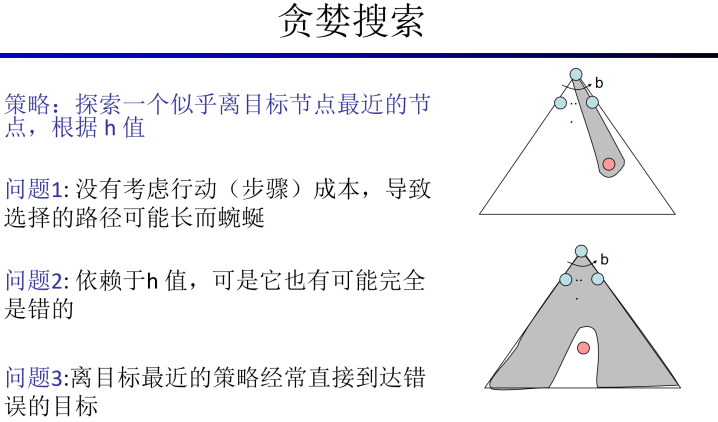 贪婪搜索
策略：探索一个似乎离目标节点最近的节
点，根据 h 值
问题1: 没有考虑行动（步骤）成本，导致
选择的路径可能长而蜿蜒
问题2: 依赖于h 值，可是它也有可能完全
是错的
问题3:离目标最近的策略经常直接到达错
误的目标
b
b